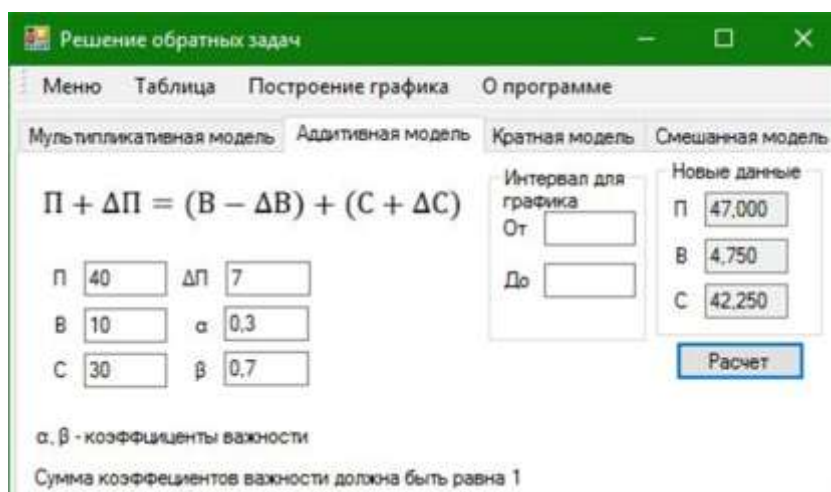 Решение обратных задач
Меню Таблица Построение графика О программе
Мультипликативная модель Аддитивная модель Кратная модель Смешанная модель
П + ΔП = (В − ΔВ) + (С + ΔС)
П 40 ΔП 7
В 10 α 0,3
С 30 β 0,7
Интервал для
графика
От
До
Новые данные
П 47,000
В 4,750
С 42,250
Расчет
α, β - коэффициценты важности
Сумма коэффециентов важности должна быть равна 1